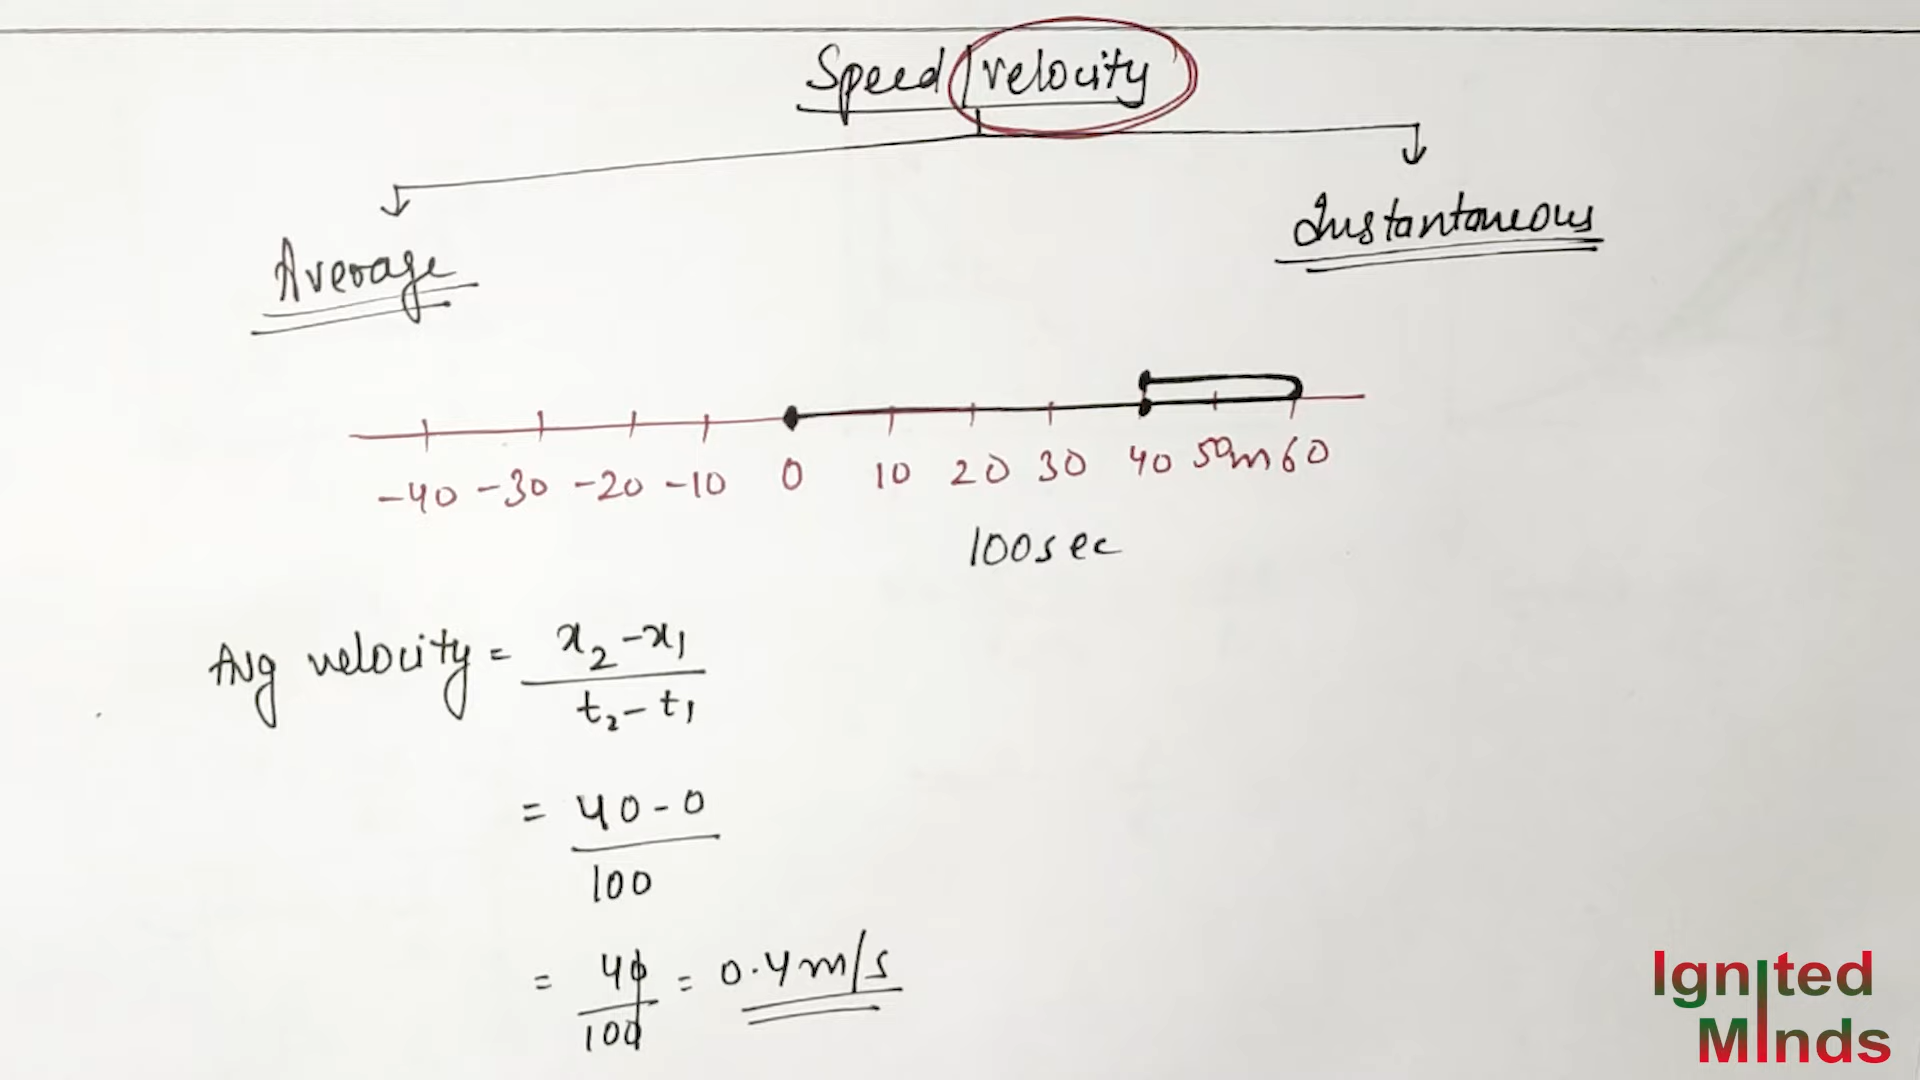 Speed/velocity
Average
Instantaneous
-40 -30 -20 -10 0 10 20 30 40 50m 60
100sec
Avg velocity = x₂-x₁
t₂-t₁
= 40-0
100
= 40 = 0.4m/s
100
Ignited
Minds